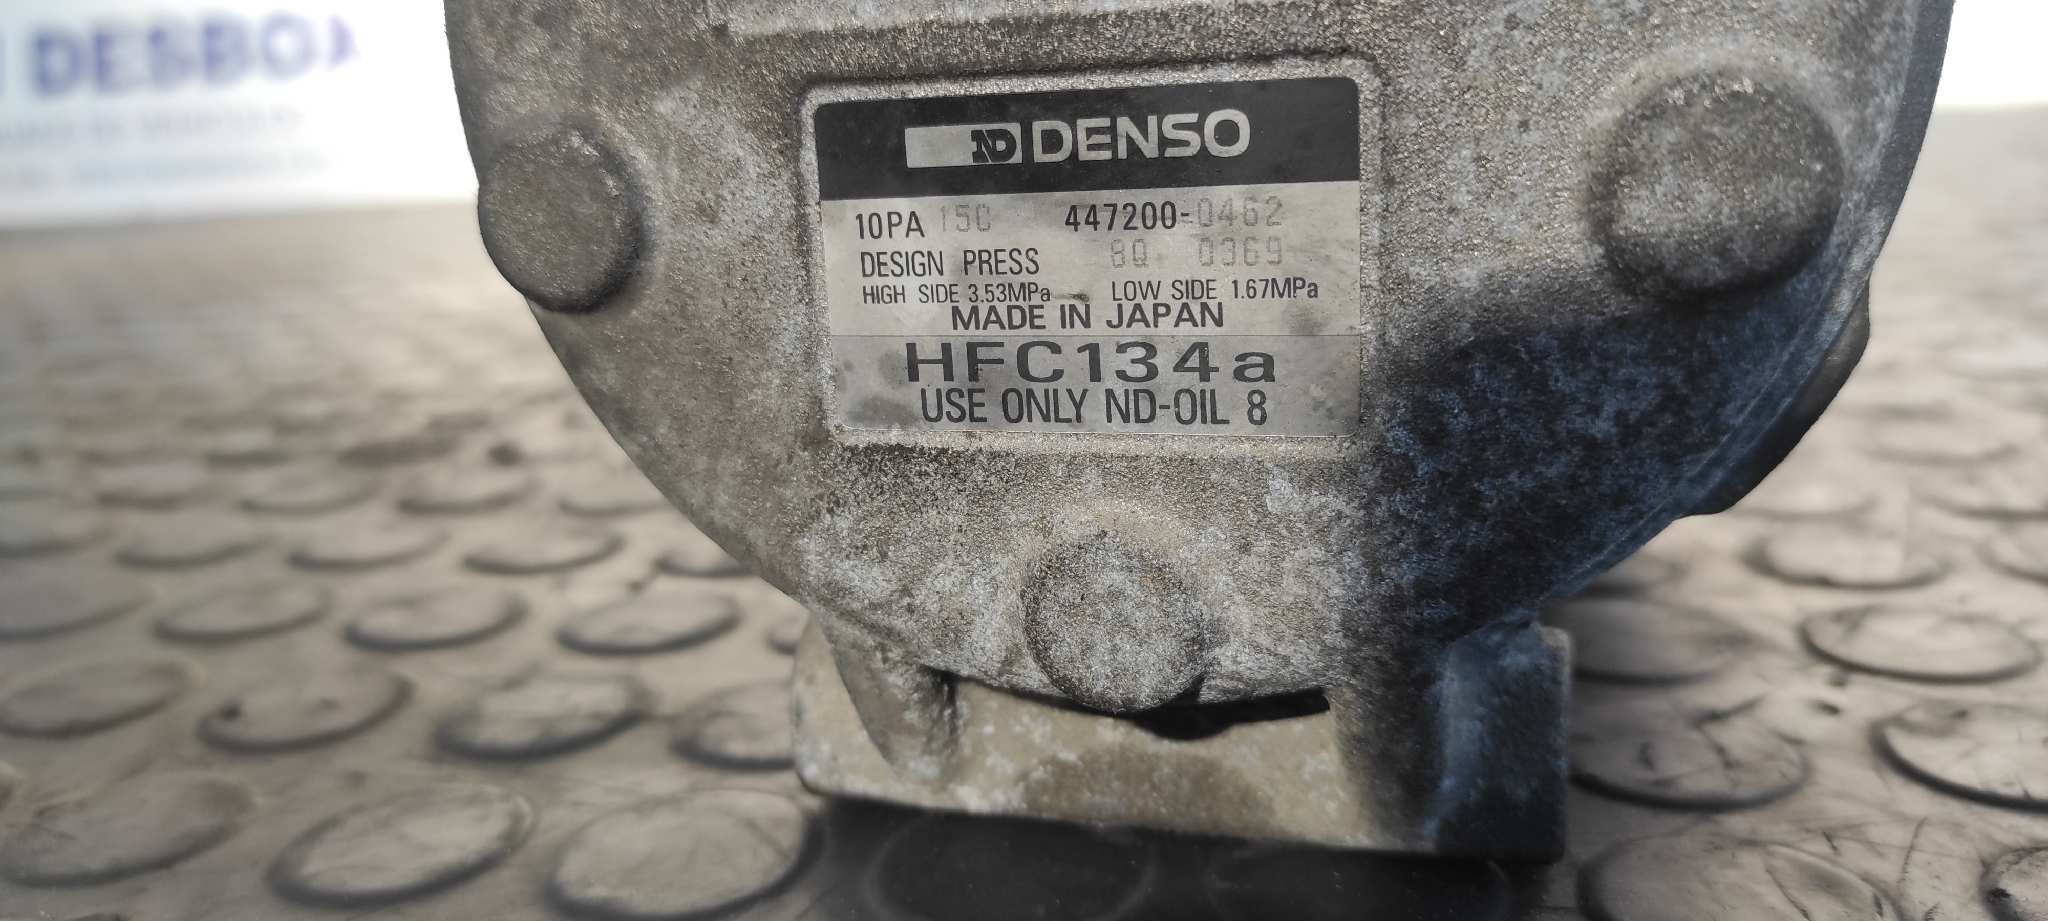 DESBO
ND DENSO
10PA 15C 447200-0462
DESIGN PRESS 8Q 0369
HIGH SIDE 3.53MPa LOW SIDE 1.67MPa
MADE IN JAPAN
HFC134a
USE ONLY ND-OIL 8